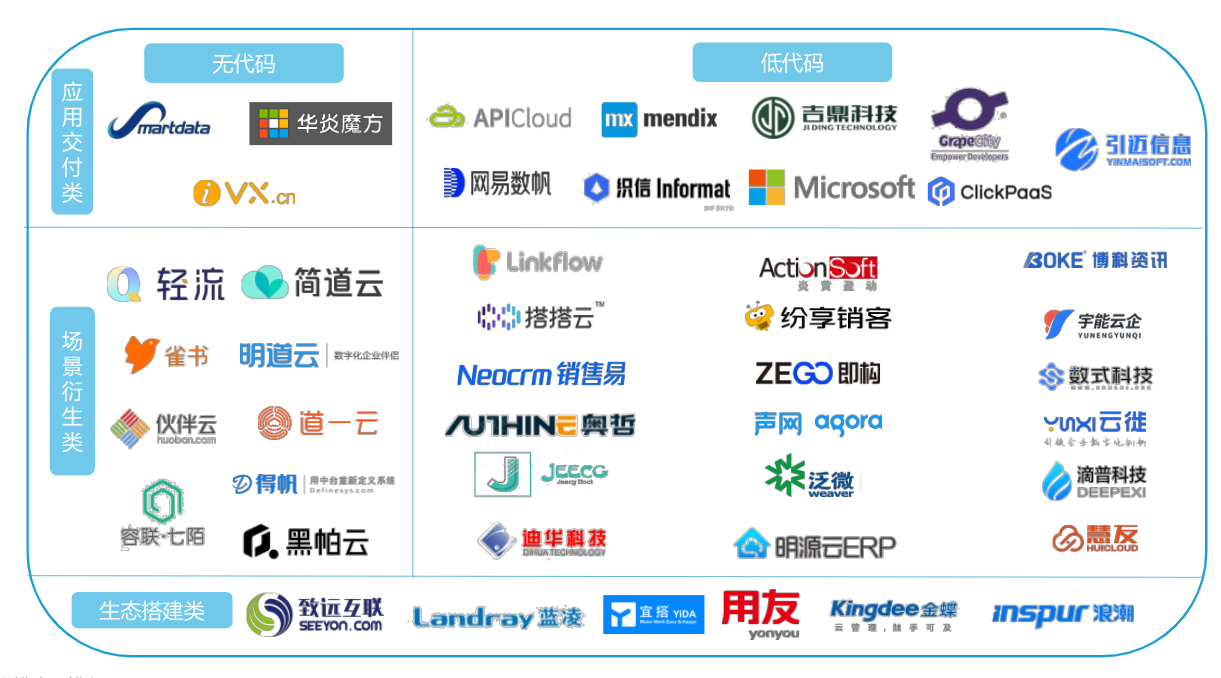 无代码
低代码
应用交付类
martdata
华炎魔方
iVX.cn
APICloud
mx mendix
吉鼎科技
JIDING TECHNOLOGY
GrapeCity
Empower Developers
引迈信息
YINMAISOFT.COM
网易数帆
织信 Informat
Microsoft
ClickPaaS
场景衍生类
轻流
简道云
雀书
明道云 数字化企业伴侣
伙伴云
huoban.com
道一云
得帆 用中台重新定义系统
Definesys.com
容联·七陌
黑帕云
Linkflow
ActionSoft
炎黄盈动
BOKE 博科资讯
搭搭云™
纷享销客
宇能云企
YUNENGYUNQI
Neocrm 销售易
ZEGO 即构
数式科技
AUTHINE 奥哲
声网 agora
YUNXI 云徙
J JEECG
泛微
weaver
滴普科技
DEEPEXI
迪华科技
DIHUATECHNOLOGY
明源云ERP
慧友
HUICLOUD
生态搭建类
致远互联
SEEYON.COM
Landray 蓝凌
宜搭 YiDA
Make Work Easy & Happy
用友
yonyou
Kingdee 金蝶
云管理，触手可及
inspur 浪潮